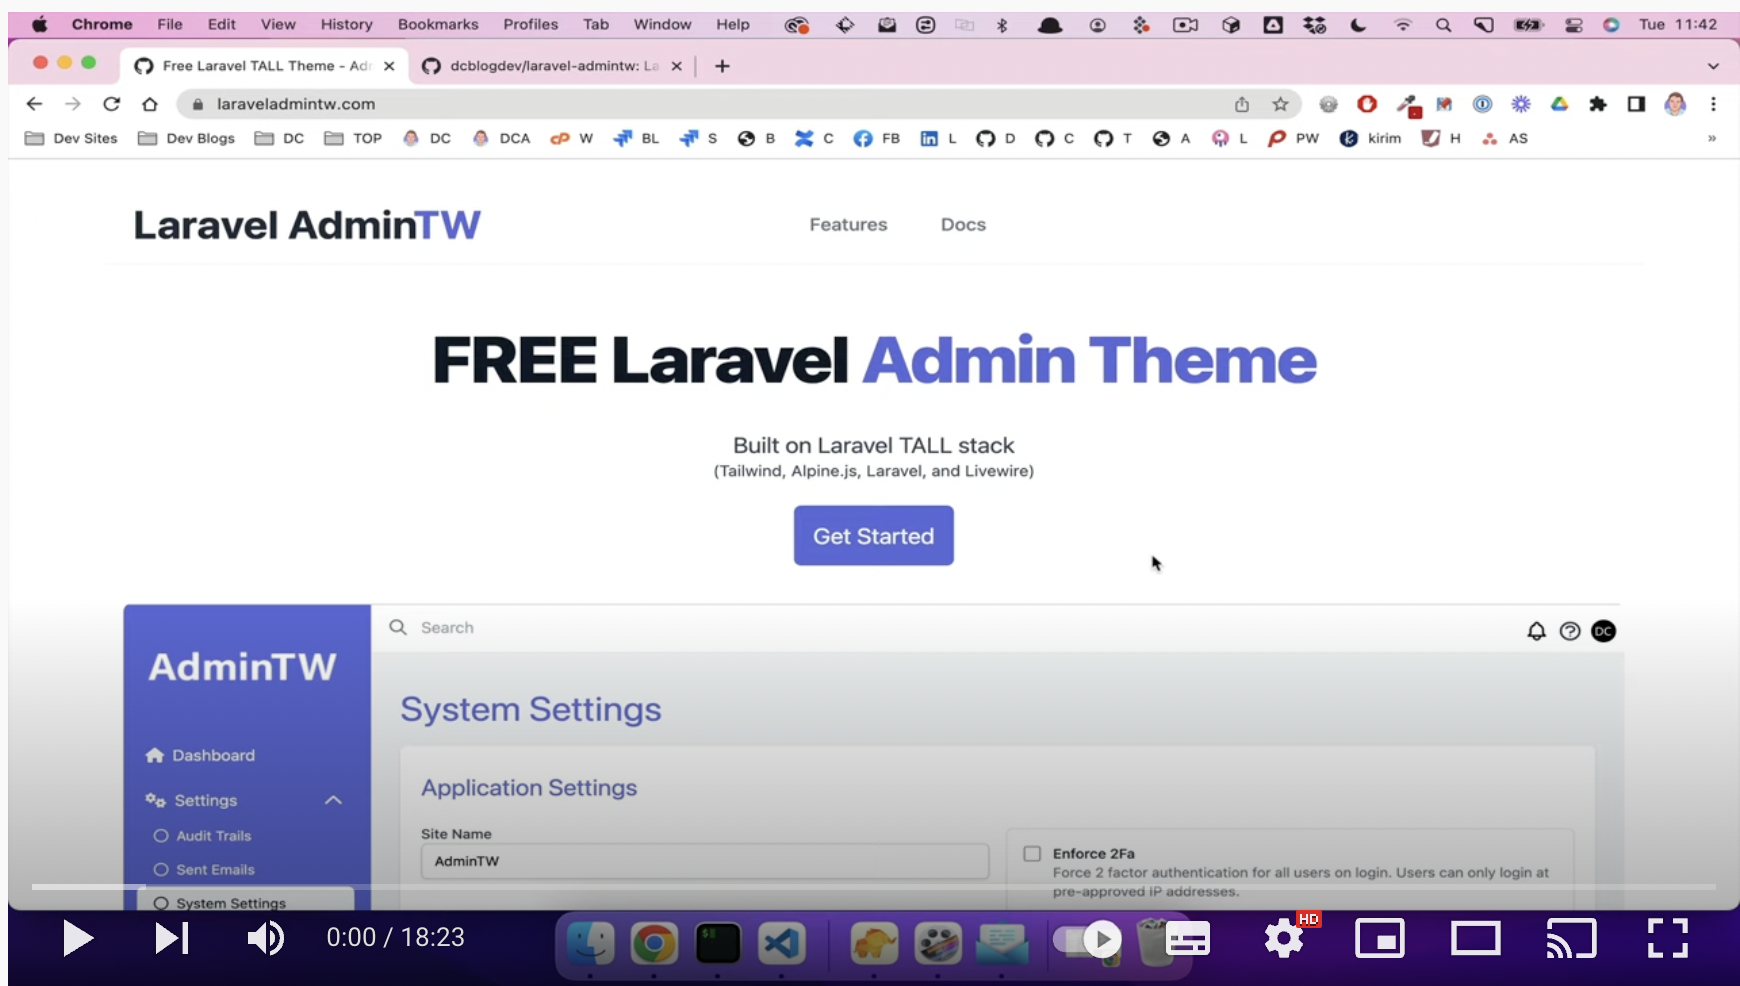 Chrome File Edit View History Bookmarks Profiles Tab Window Help Tue 11:42
Free Laravel TALL Theme - Adr dcblogdev/laravel-admintw: La
laraveladmintw.com
Dev Sites Dev Blogs DC TOP DC DCA W BL S B C FB L D C T A L PW kirim H AS »
Laravel AdminTW Features Docs
FREE Laravel Admin Theme
Built on Laravel TALL stack
(Tailwind, Alpine.js, Laravel, and Livewire)
Get Started
Search
DC
AdminTW
System Settings
Dashboard
Application Settings
Settings
Site Name
Audit Trails
AdminTW
Enforce 2Fa
Sent Emails
Force 2 factor authentication for all users on login. Users can only login at
pre-approved IP addresses.
System Settings
0:00 / 18:23
HD